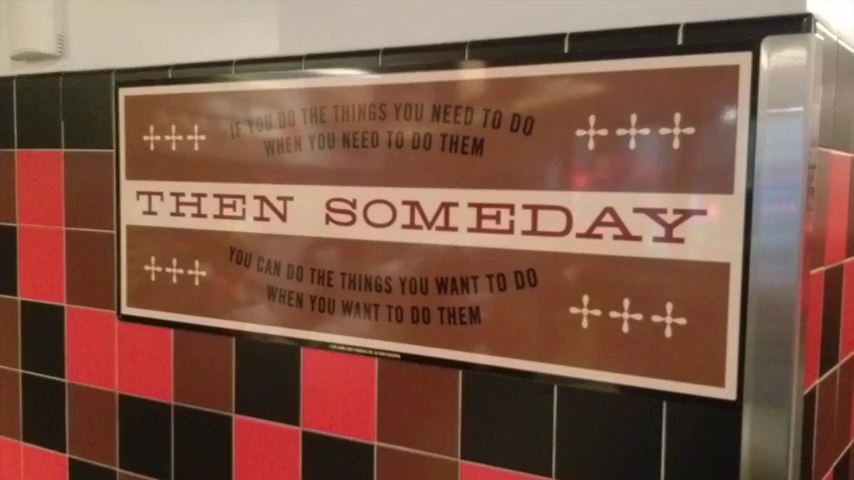 IF YOU DO THE THINGS YOU NEED TO DO
WHEN YOU NEED TO DO THEM
THEN SOMEDAY
YOU CAN DO THE THINGS YOU WANT TO DO
WHEN YOU WANT TO DO THEM